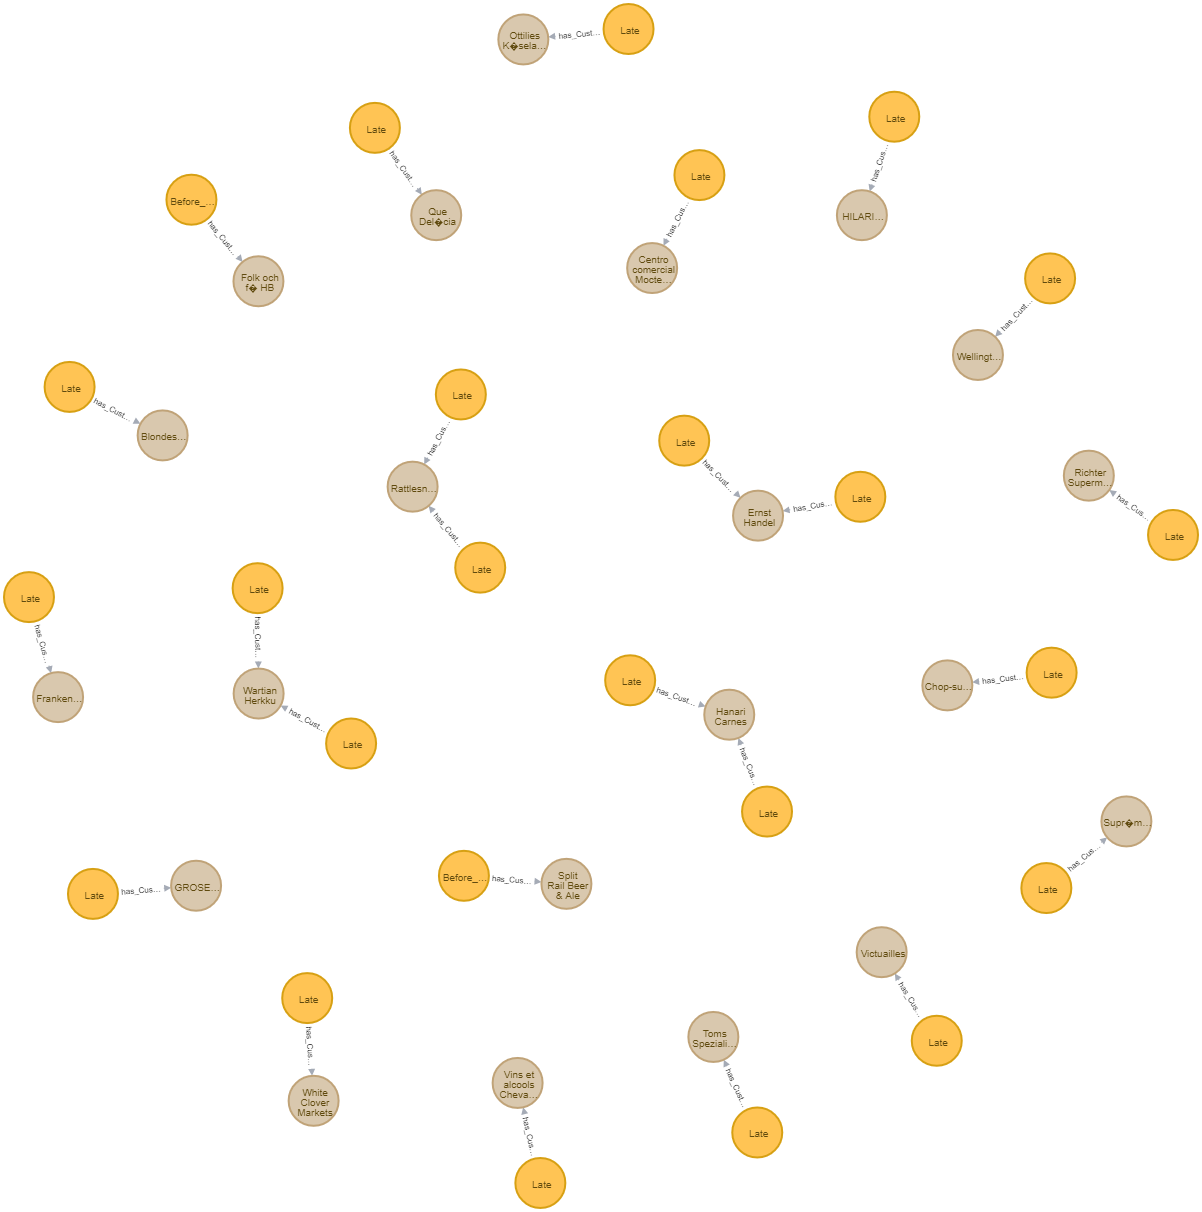 Ottilies
K�sela…
has_Cust…
Late
Late
has_Cust…
Que
Del�cia
Late
has_Cus…
HILARI…
Late
has_Cus…
Centro
comercial
Mocte…
Before_…
has_Cust…
Folk och
f� HB
Late
has_Cust…
Wellingt…
Late
has_Cust…
Blondes…
Late
has_Cus…
Rattlesn…
has_Cust…
Late
Late
has_Cust…
Ernst
Handel
has_Cus…
Late
Richter
Superm…
has_Cus…
Late
Late
has_Cus…
Franken…
Late
has_Cust…
Wartian
Herkku
has_Cust…
Late
Late
has_Cust…
Hanari
Carnes
has_Cus…
Late
Chop-su…
has_Cust…
Late
Supr�m…
has_Cus…
Late
Late
has_Cus…
GROSE…
Before_…
has_Cus…
Split
Rail Beer
& Ale
Victuailles
has_Cus…
Late
Late
has_Cus…
White
Clover
Markets
Vins et
alcools
Cheva…
has_Cus…
Late
Toms
Speziali…
has_Cust…
Late